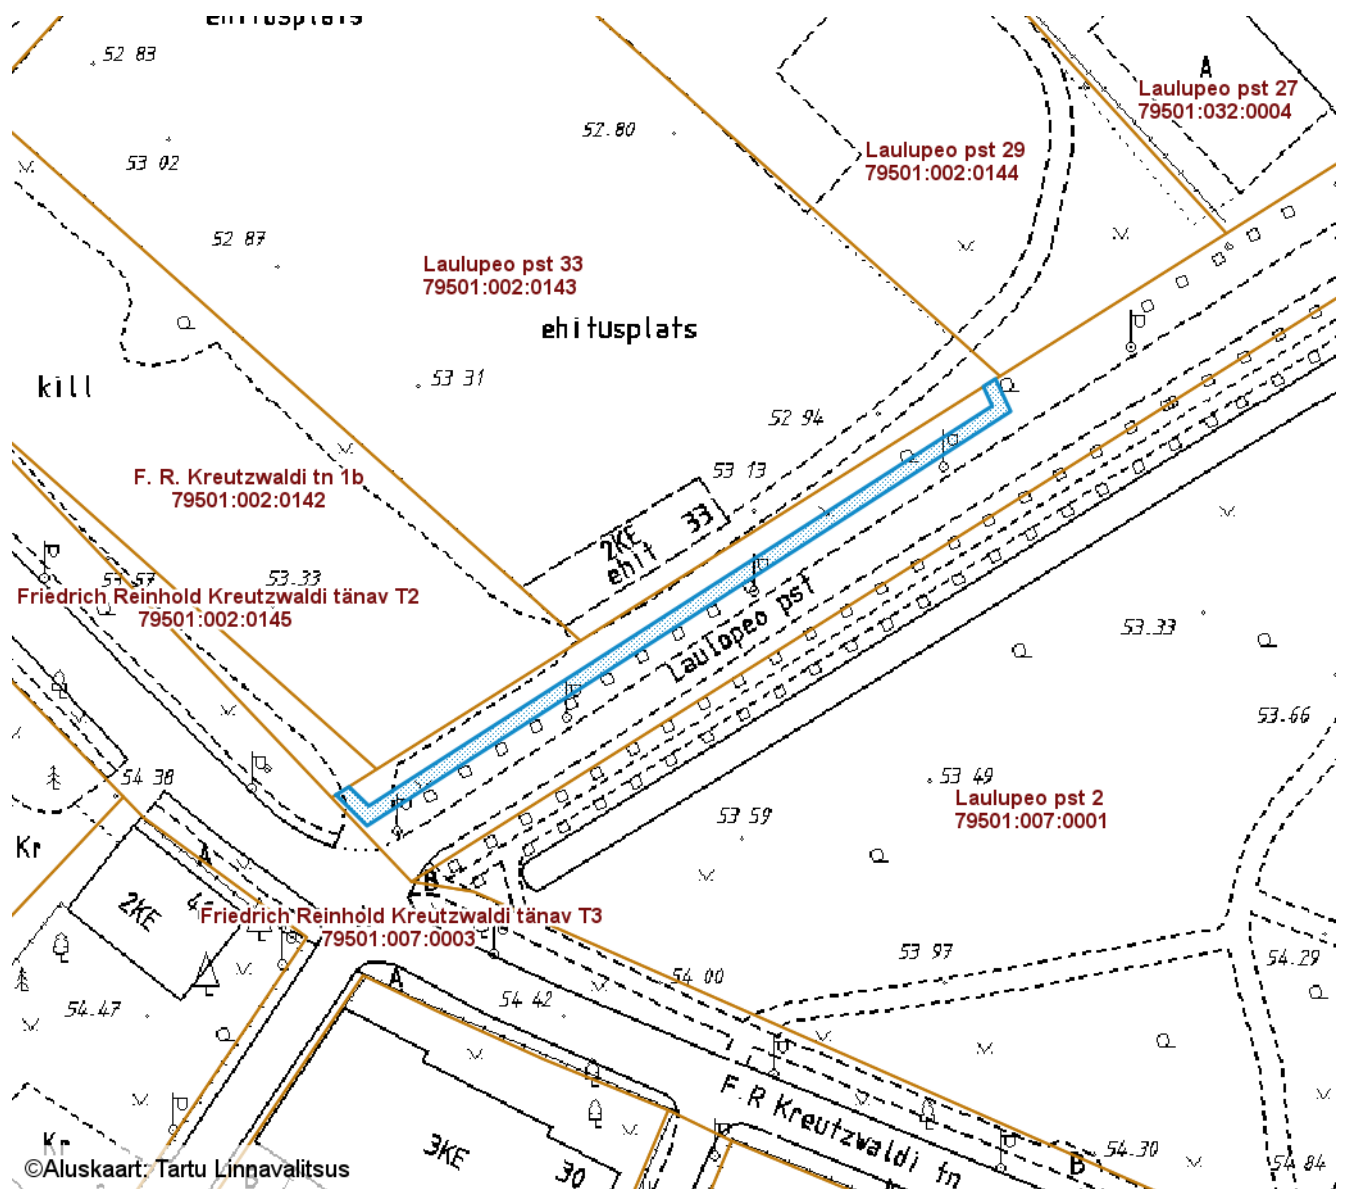 ehitusplats
52 83
A
Laulupeo pst 27
79501:032:0004
52.80
53 02
Laulupeo pst 29
79501:002:0144
52 87
Laulupeo pst 33
79501:002:0143
ehitusplats
53 31
kill
52 94
53 13
F. R. Kreutzwaldi tn 1b
79501:002:0142
33
2KE
ehit
53 57
53.33
Friedrich Reinhold Kreutzwaldi tänav T2
79501:002:0145
Laulupeo pst
53.33
53.66
54 38
53 49
Laulupeo pst 2
79501:007:0001
53 59
Kr
A
B
2KE
Friedrich Reinhold Kreutzwaldi tänav T3
79501:007:0003
53 97
54.29
54 00
A
54 42
54.47
F.R Kreutzwaldi tn
Kr
3KE
30
54.30
B
54 84
©Aluskaart: Tartu Linnavalitsus